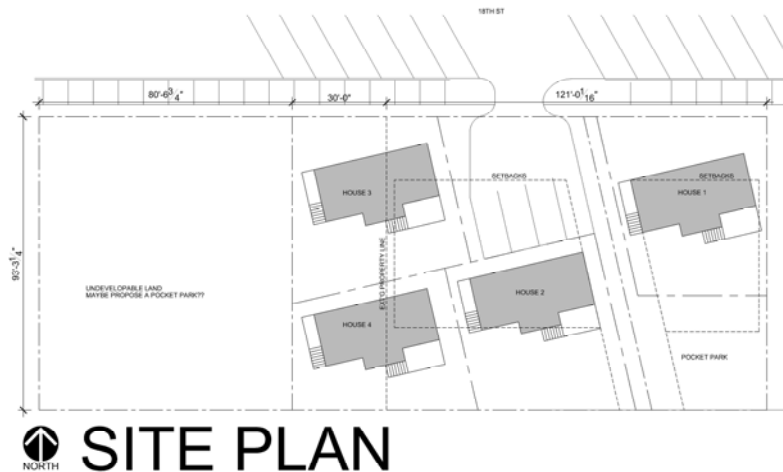 18TH ST
80'-6 3/4"
30'-0"
121'-0 1/16"
SETBACKS
SETBACKS
HOUSE 3
HOUSE 1
93'-3 1/4"
EXT'G PROPERTY LINE
UNDEVELOPABLE LAND
MAYBE PROPOSE A POCKET PARK??
HOUSE 2
HOUSE 4
POCKET PARK
NORTH
SITE PLAN